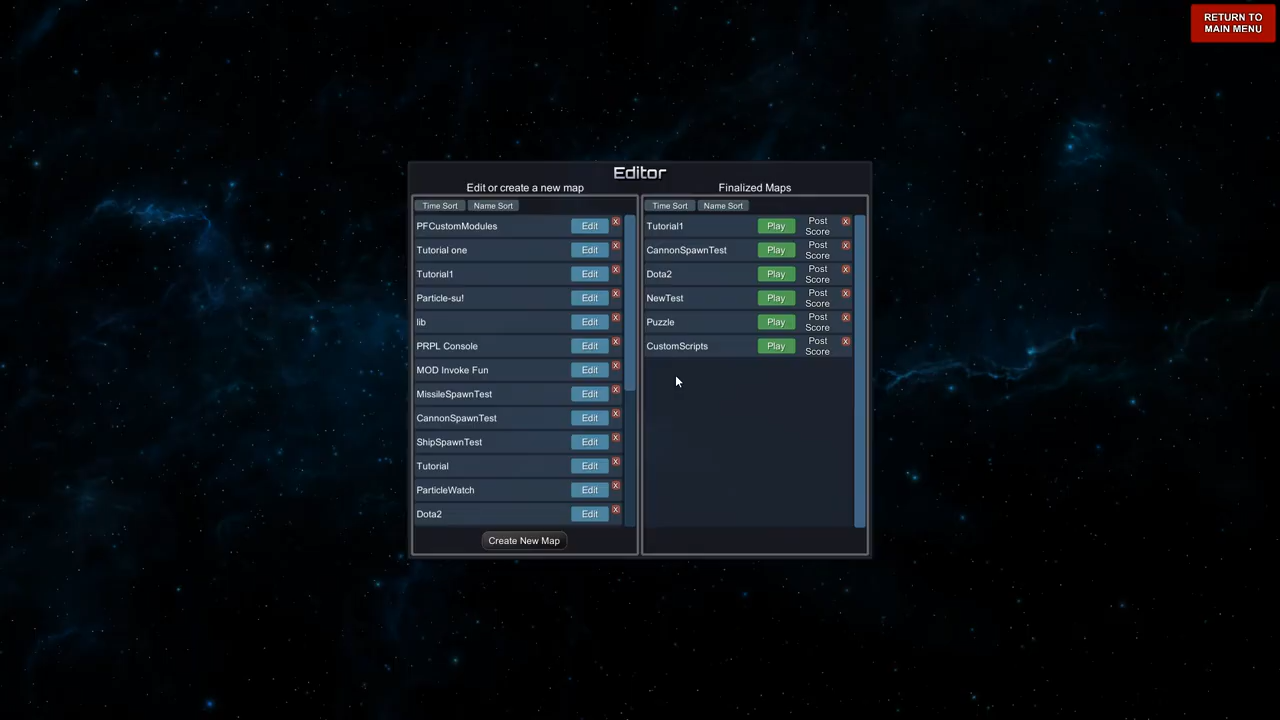 RETURN TO
MAIN MENU
Editor
Edit or create a new map
Time Sort Name Sort
PFCustomModules Edit X
Tutorial one Edit X
Tutorial1 Edit X
Particle-su! Edit X
lib Edit X
PRPL Console Edit X
MOD Invoke Fun Edit X
MissileSpawnTest Edit X
CannonSpawnTest Edit X
ShipSpawnTest Edit X
Tutorial Edit X
ParticleWatch Edit X
Dota2 Edit X
Create New Map
Finalized Maps
Time Sort Name Sort
Tutorial1 Play Post Score X
CannonSpawnTest Play Post Score X
Dota2 Play Post Score X
NewTest Play Post Score X
Puzzle Play Post Score X
CustomScripts Play Post Score X